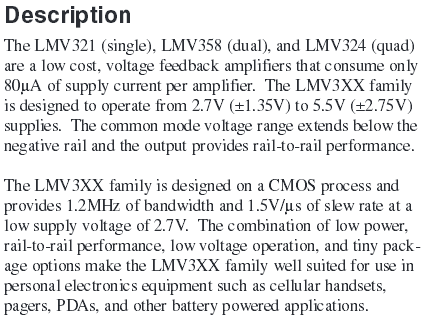 Description
The LMV321 (single), LMV358 (dual), and LMV324 (quad)
are a low cost, voltage feedback amplifiers that consume only
80μA of supply current per amplifier.  The LMV3XX family
is designed to operate from 2.7V (±1.35V) to 5.5V (±2.75V)
supplies.  The common mode voltage range extends below the
negative rail and the output provides rail-to-rail performance.
The LMV3XX family is designed on a CMOS process and
provides 1.2MHz of bandwidth and 1.5V/μs of slew rate at a
low supply voltage of 2.7V.  The combination of low power,
rail-to-rail performance, low voltage operation, and tiny pack-
age options make the LMV3XX family well suited for use in
personal electronics equipment such as cellular handsets,
pagers, PDAs, and other battery powered applications.